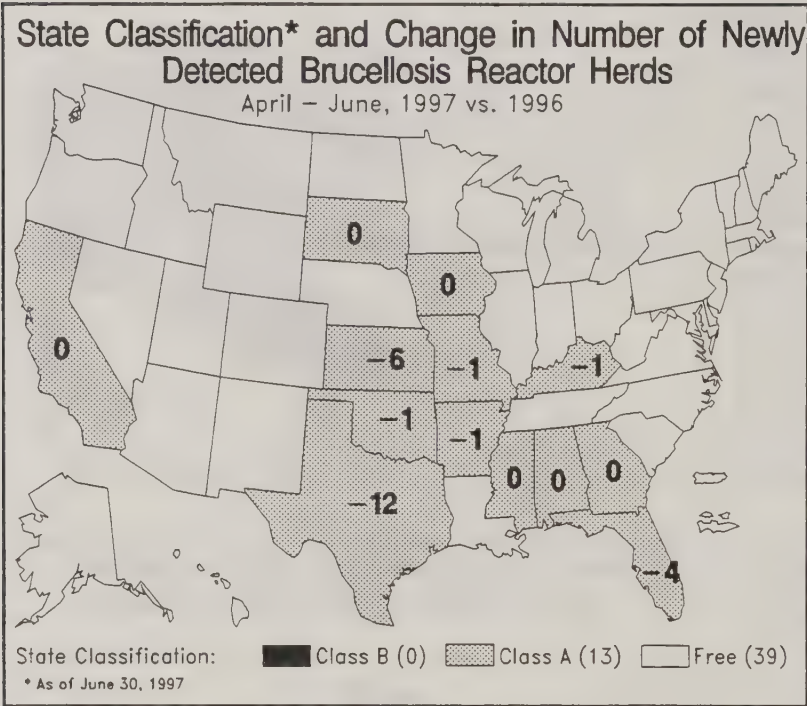 State Classification* and Change in Number of Newly
Detected Brucellosis Reactor Herds
April – June, 1997 vs. 1996
0
0
0
–6
–1
–1
–1
–1
0
0
0
–12
–4
State Classification:
Class B (0)
Class A (13)
Free (39)
* As of June 30, 1997